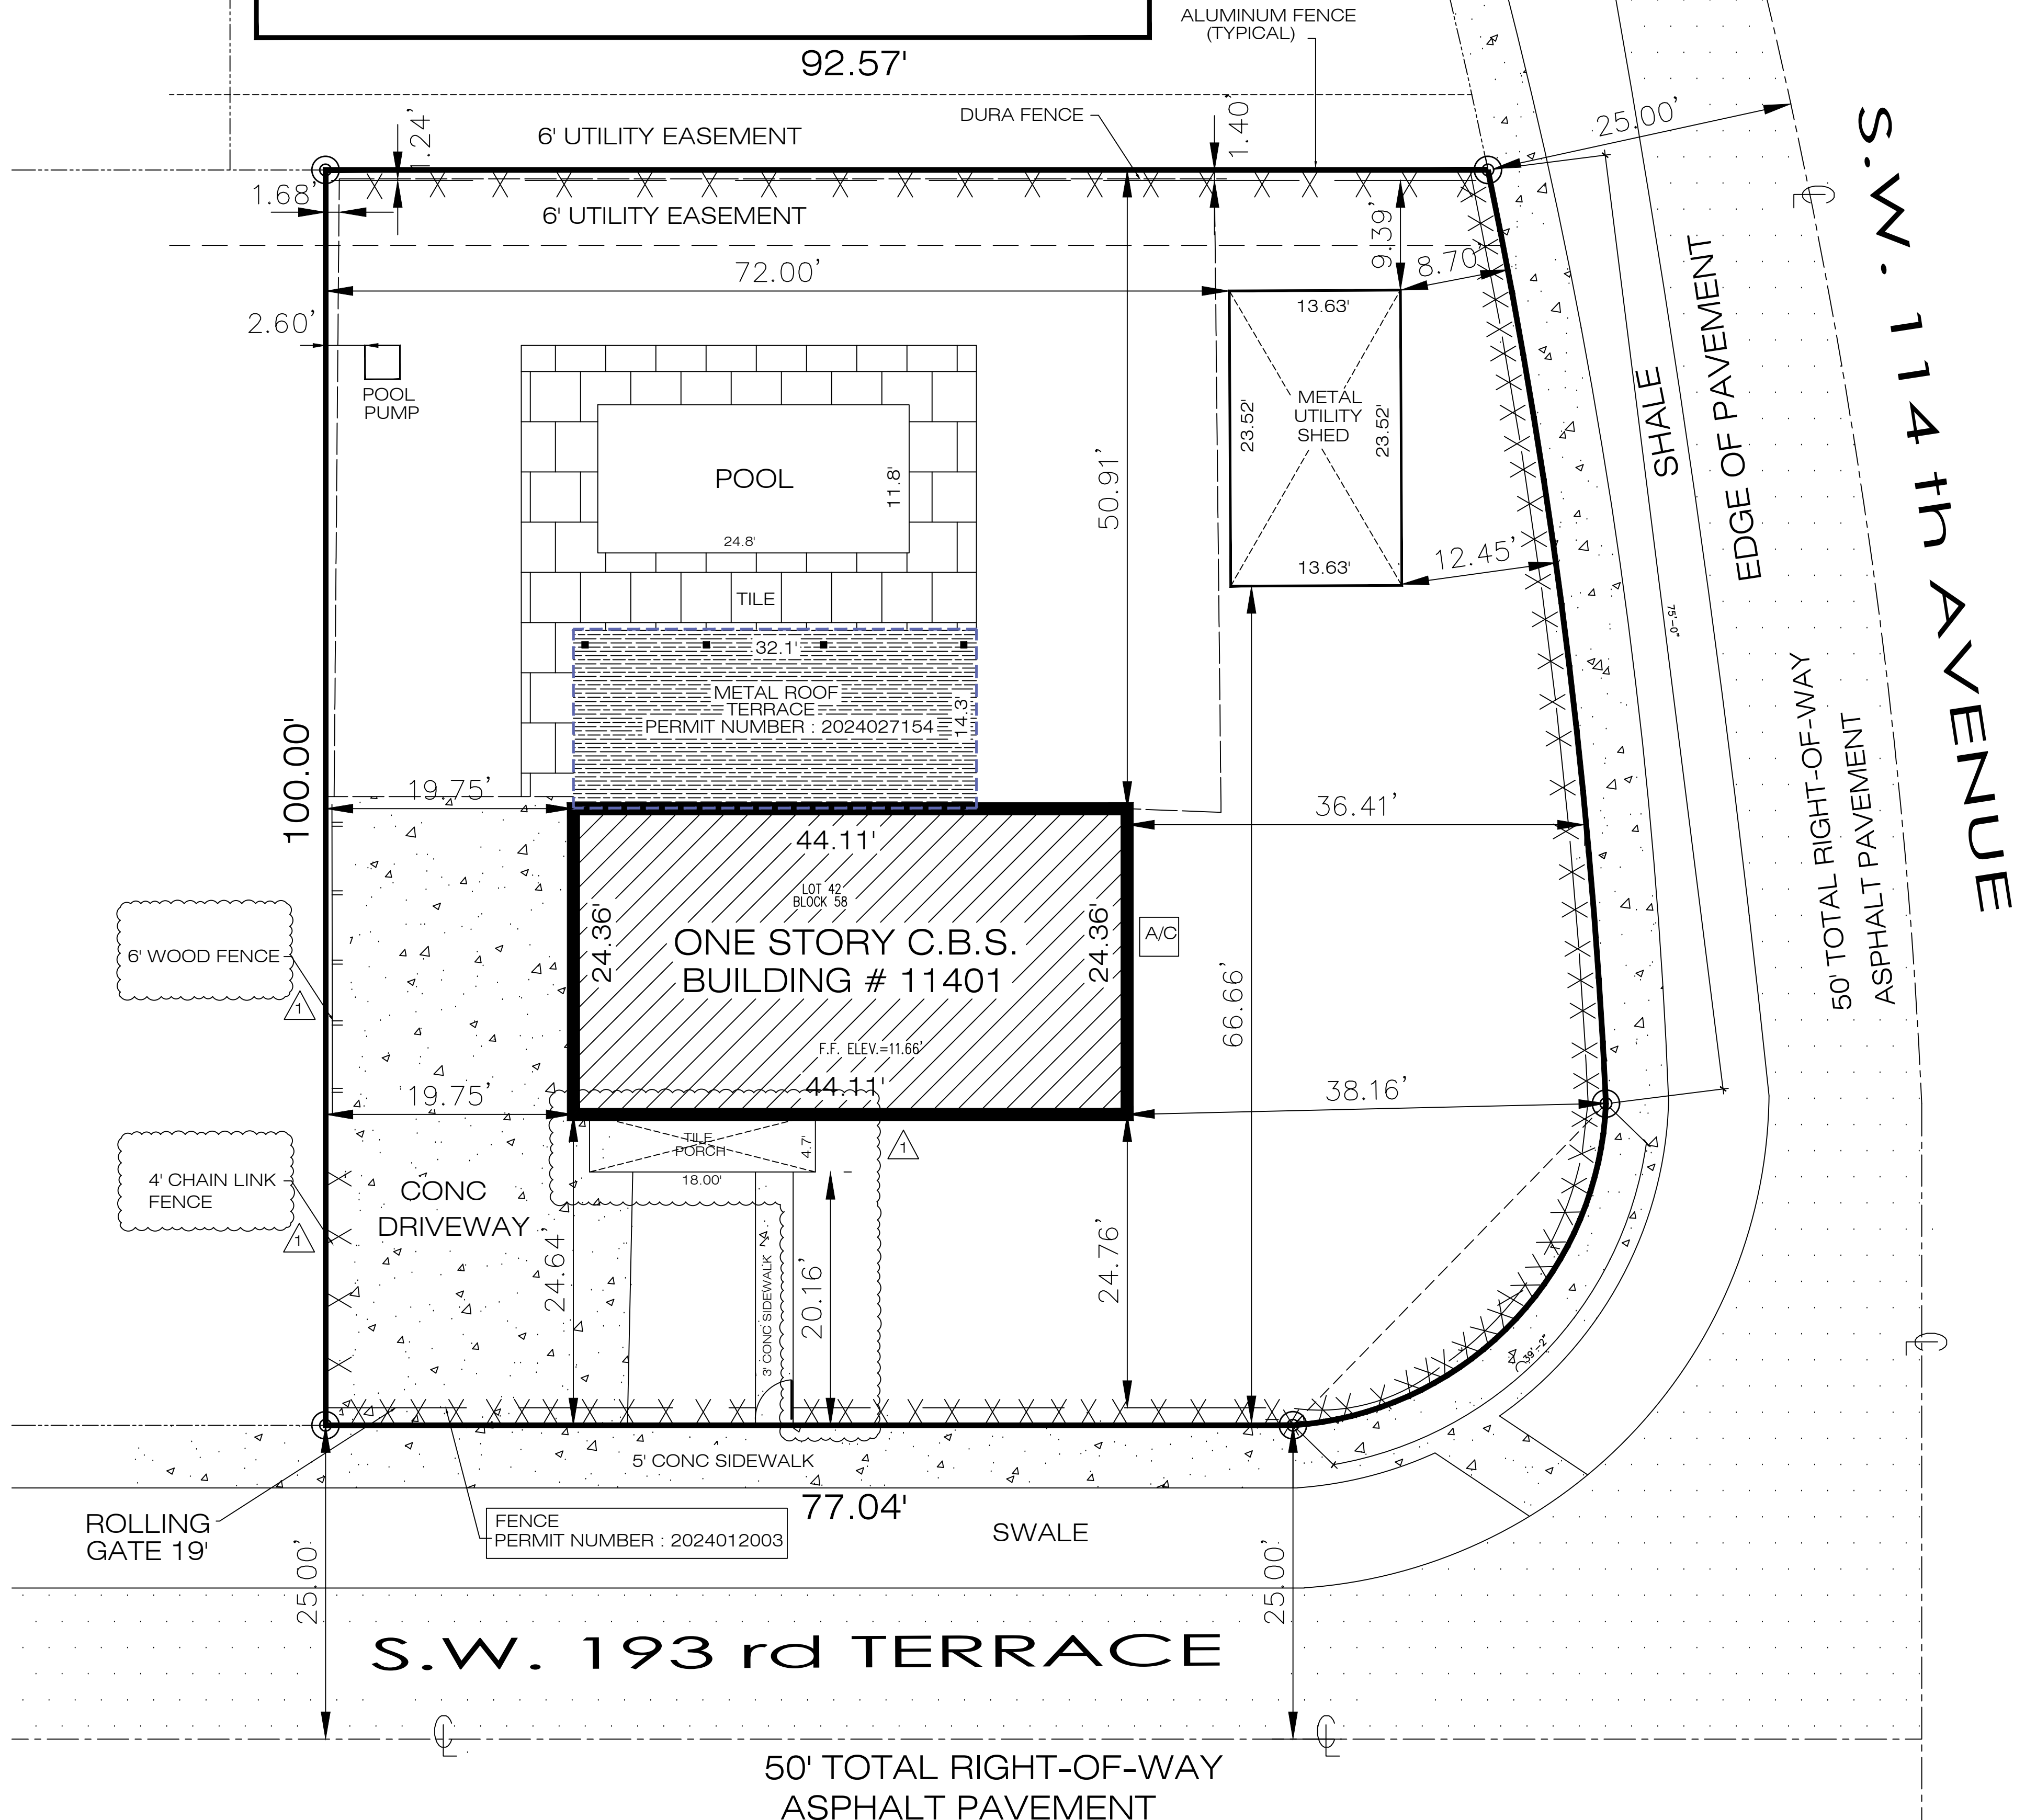 ALUMINUM FENCE
(TYPICAL)
92.57'
DURA FENCE
6' UTILITY EASEMENT
1.24'
1.40'
25.00'
1.68'
6' UTILITY EASEMENT
9.39'
8.70'
72.00'
2.60'
POOL
PUMP
13.63'
METAL
UTILITY
SHED
23.52'
23.52'
13.63'
12.45'
POOL
11.8'
24.8'
TILE
50.91'
32.1'
METAL ROOF
TERRACE
PERMIT NUMBER : 2024027154
14.3'
SHALE
EDGE OF PAVEMENT
75'-0"
S.W. 114 th AVENUE
50' TOTAL RIGHT-OF-WAY
ASPHALT PAVEMENT
100.00'
19.75'
36.41'
44.11'
LOT 42
BLOCK 58
24.36'
24.36'
ONE STORY C.B.S.
BUILDING # 11401
A/C
F.F. ELEV.=11.66'
44.11'
6' WOOD FENCE
1
66.66'
19.75'
38.16'
TILE
PORCH
4.7'
18.00'
1
4' CHAIN LINK
FENCE
1
CONC
DRIVEWAY
24.64'
3' CONC SIDEWALK
20.16'
24.76'
39'-2"
5' CONC SIDEWALK
77.04'
ROLLING
GATE 19'
FENCE
PERMIT NUMBER : 2024012003
SWALE
25.00'
25.00'
S.W. 193 rd TERRACE
50' TOTAL RIGHT-OF-WAY
ASPHALT PAVEMENT